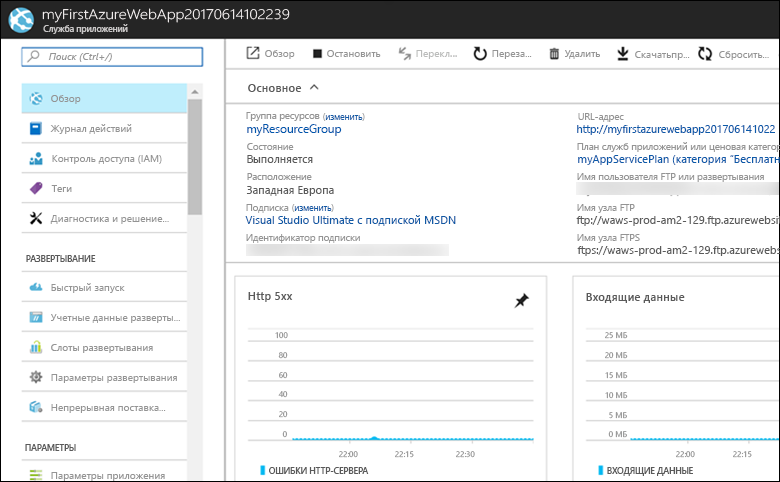 myFirstAzureWebApp20170614102239
Служба приложений
Поиск (Ctrl+/)
Обзор
Журнал действий
Контроль доступа (IAM)
Теги
Диагностика и решение...
РАЗВЕРТЫВАНИЕ
Быстрый запуск
Учетные данные разверты...
Слоты развертывания
Параметры развертывания
Непрерывная поставка...
ПАРАМЕТРЫ
Параметры приложения
Обзор Остановить Перекл... Переза... Удалить Скачатьпр... Сбросить...
Основное
Группа ресурсов (изменить)
myResourceGroup
Состояние
Выполняется
Расположение
Западная Европа
Подписка (изменить)
Visual Studio Ultimate с подпиской MSDN
Идентификатор подписки
URL-адрес
http://myfirstazurewebapp201706141022
План служб приложений или ценовая категор
myAppServicePlan (категория "Бесплатн
Имя пользователя FTP или развертывания
Имя узла FTP
ftp://waws-prod-am2-129.ftp.azurewebsi
Имя узла FTPS
ftps://waws-prod-am2-129.ftp.azurewebs
Http 5xx
100
80
60
40
20
0
22:00 22:15 22:30
ОШИБКИ HTTP-СЕРВЕРА
Входящие данные
25 МБ
20 МБ
15 МБ
10 МБ
5 МБ
0 МБ
22:00 22:15
ВХОДЯЩИЕ ДАННЫЕ